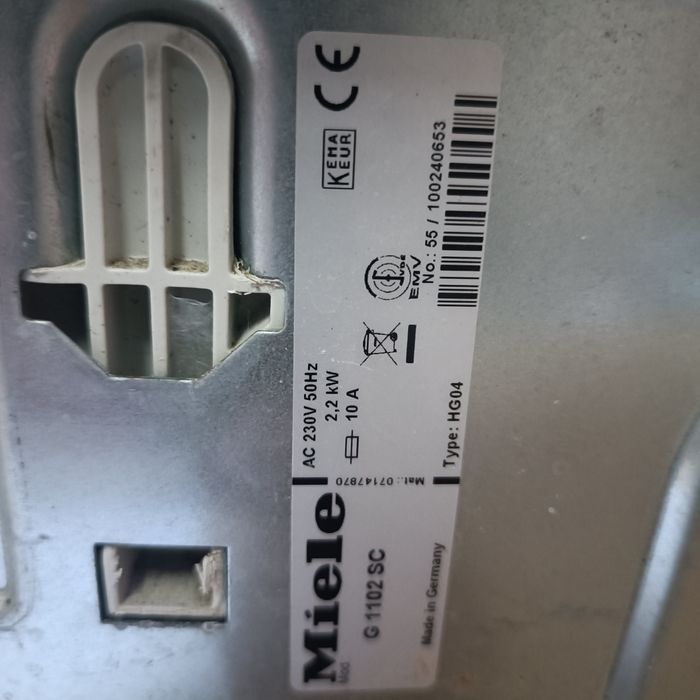 Miele
Mod.
G 1102 SC
Made in Germany
AC 230V 50Hz
2,2 kW
10 A
Mat.: 07147870
Type: HG04
KEMA
KEUR
CE
VDE
EMV
No.: 55 / 100240653